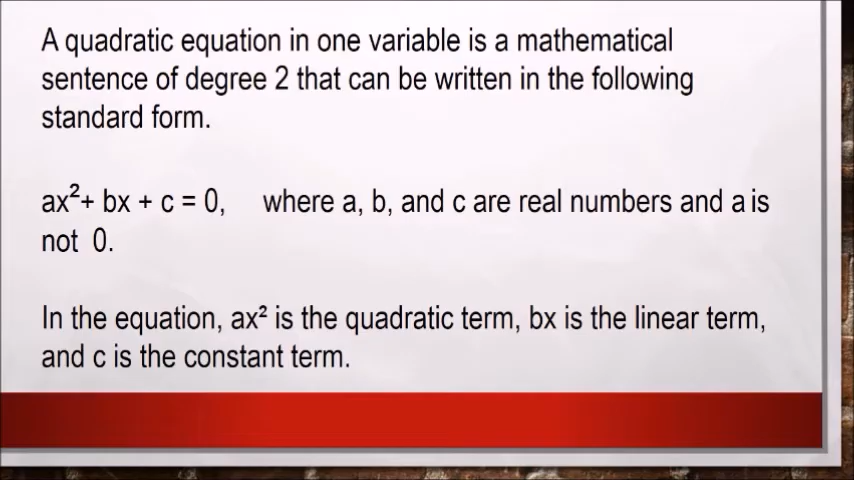 A quadratic equation in one variable is a mathematical
sentence of degree 2 that can be written in the following
standard form.
ax²+ bx + c = 0, where a, b, and c are real numbers and a is
not 0.
In the equation, ax² is the quadratic term, bx is the linear term,
and c is the constant term.